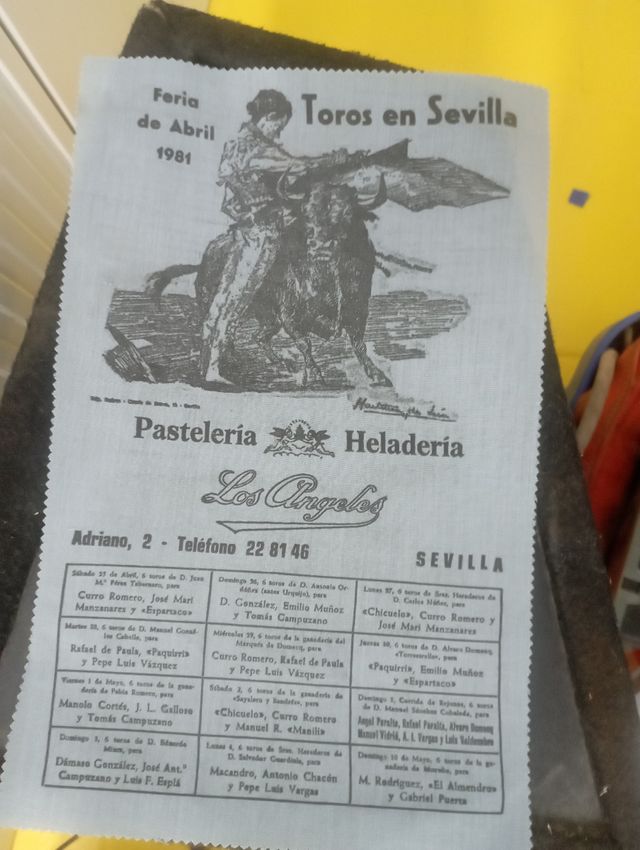 Feria
de Abril
1981
Toros en Sevilla
Pastelería Heladería
Los Angeles
Adriano, 2 - Teléfono 22 81 46
SEVILLA
Sábado 25 de Abril, 6 toros de D. Juan
M.ª Pérez Tabernero, para
Curro Romero, José Mari
Manzanares y «Espartaco»
Domingo 26, 6 toros de D. Antonio Or-
dóñez (antes Urquijo), para
D. González, Emilio Muñoz
y Tomás Campuzano
Lunes 27, 6 toros de Sres. Herederos de
D. Carlos Núñez, para
«Chicuelo», Curro Romero y
José Mari Manzanares
Martes 28, 6 toros de D. Manuel Gonzá-
lez Cabello, para
Rafael de Paula, «Paquirri»
y Pepe Luis Vázquez
Miércoles 29, 6 toros de la ganadería del
Marqués de Domecq, para
Curro Romero, Rafael de Paula
y Pepe Luis Vázquez
Jueves 30, 6 toros de D. Alvaro Domecq,
«Torrestrella», para
«Paquirri», Emilio Muñoz
y «Espartaco»
Viernes 1 de Mayo, 6 toros de la gana-
dería de Pablo Romero, para
Manolo Cortés, J. L. Galloso
y Tomás Campuzano
Sábado 2, 6 toros de la ganadería de
«Sayalero y Bandrés», para
«Chicuelo», Curro Romero
y Manuel R. «Manili»
Domingo 3, Corrida de Rejones, 6 toros
de D. Manuel Sánchez Cobaleda, para
Angel Peralta, Rafael Peralta, Alvaro Domecq
Manuel Vidrié, A. I. Vargas y Luis Valdenebro
Domingo 3, 6 toros de D. Eduardo
Miura, para
Dámaso González, José Ant.º
Campuzano y Luis F. Esplá
Lunes 4, 6 toros de Sres. Herederos de
D. Salvador Guardiola, para
Macandro, Antonio Chacón
y Pepe Luis Vargas
Domingo 10 de Mayo, 6 toros de la ga-
nadería de para
M. Rodríguez, «El Almendro»
y Gabriel Puerta